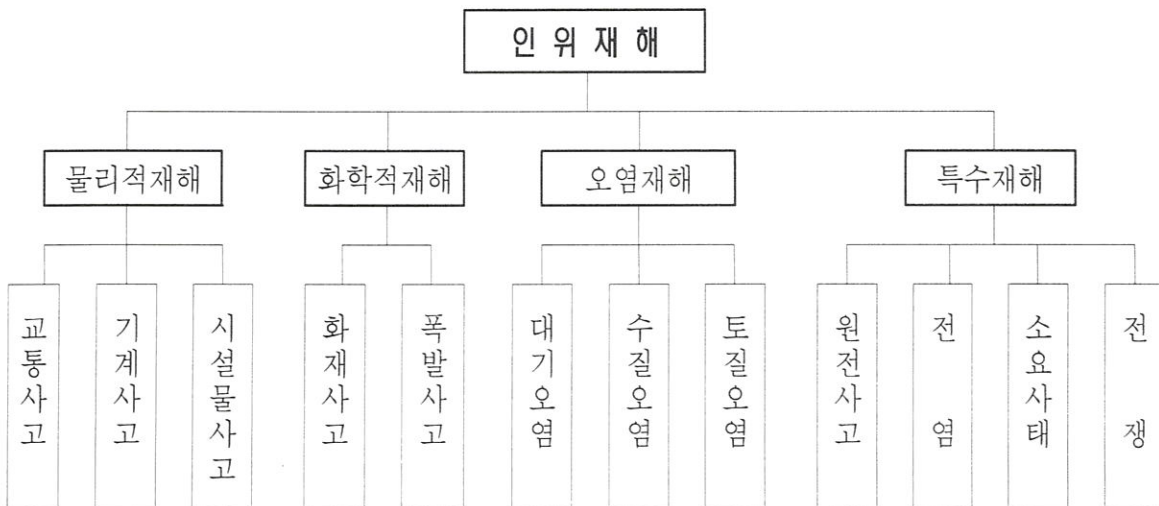 인 위 재 해
물리적재해
화학적재해
오염재해
특수재해
교통사고
기계사고
시설물사고
화재사고
폭발사고
대기오염
수질오염
토질오염
원전사고
전 염
소요사태
전 쟁